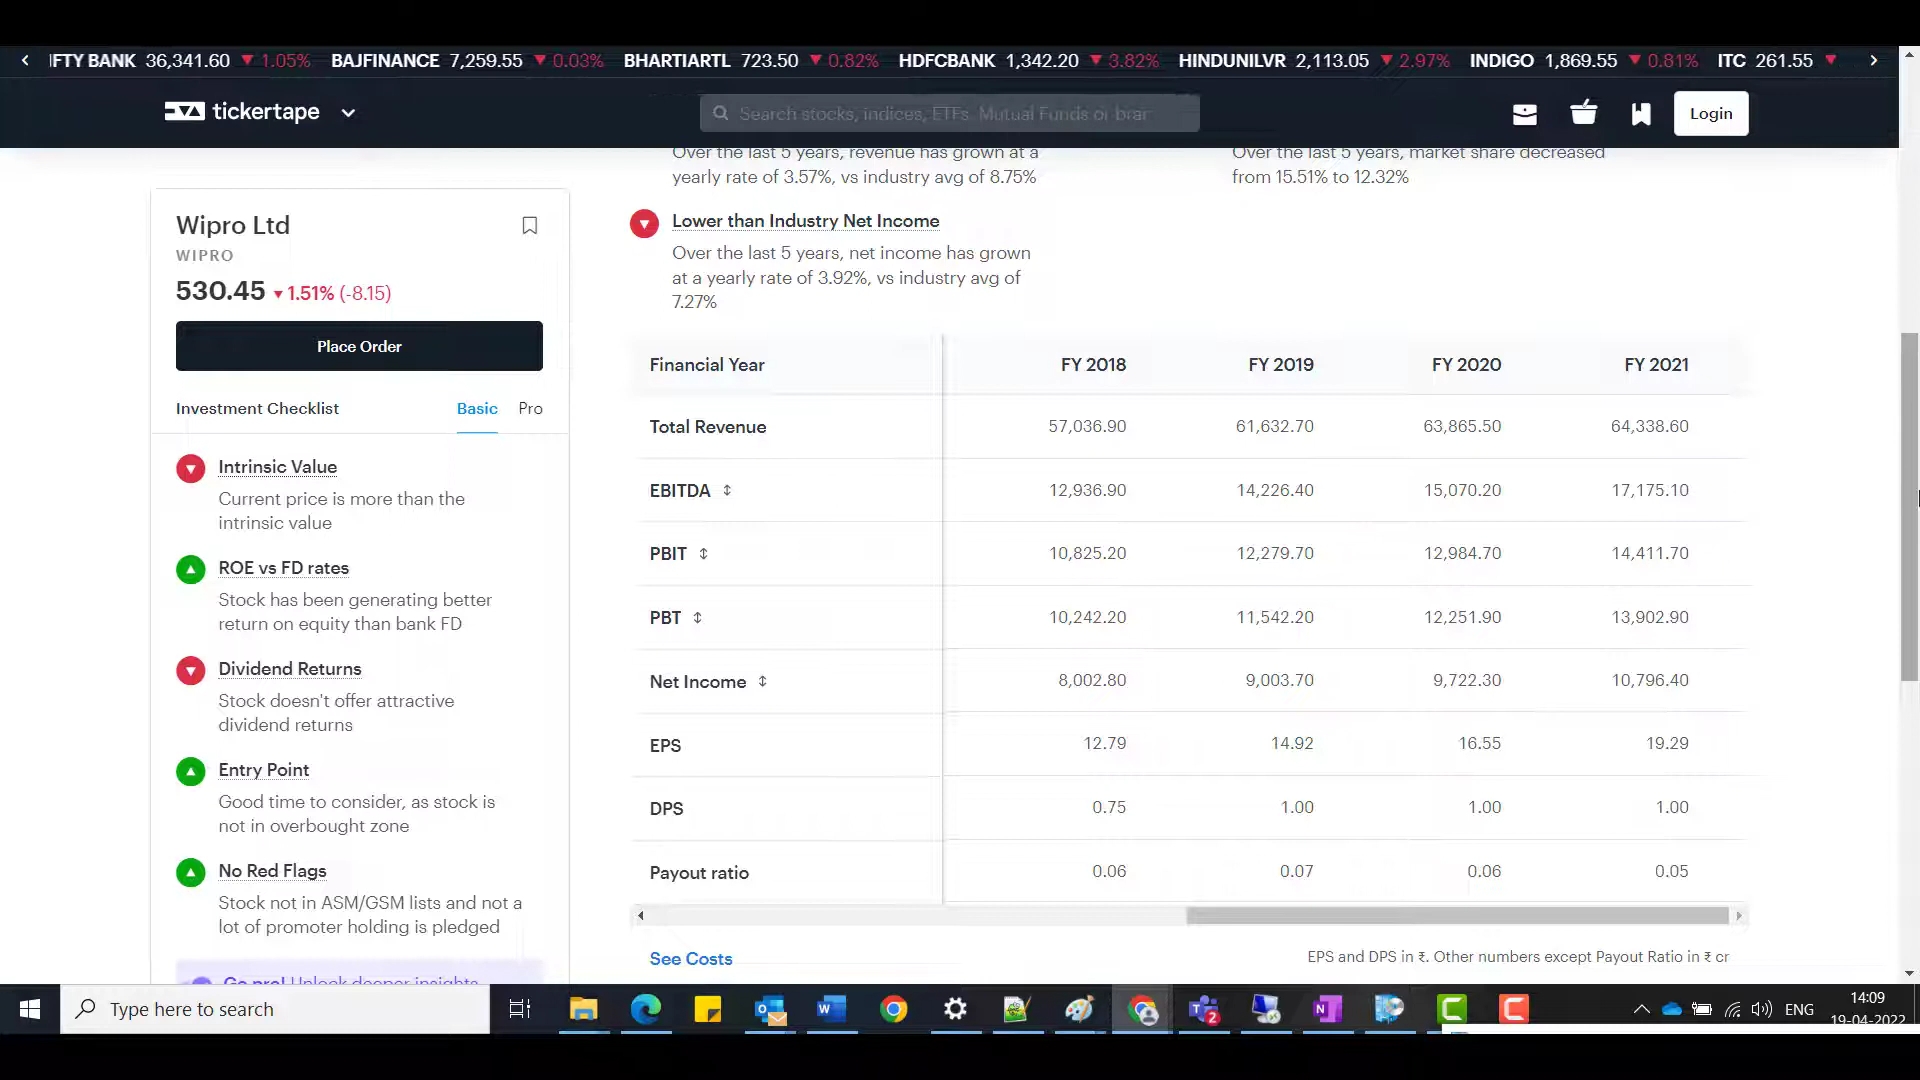 IFTY BANK 36,341.60 ▼ 1.05% BAJFINANCE 7,259.55 ▼ 0.03% BHARTIARTL 723.50 ▼ 0.82% HDFCBANK 1,342.20 ▼ 3.82% HINDUNILVR 2,113.05 ▼ 2.97% INDIGO 1,869.55 ▼ 0.81% ITC 261.55 ▼
tickertape
Search stocks, indices, ETFs, Mutual Funds or brar
Login
Wipro Ltd
WIPRO
530.45 ▼ 1.51% (-8.15)
Place Order
Investment Checklist Basic Pro
Intrinsic Value
Current price is more than the
intrinsic value
ROE vs FD rates
Stock has been generating better
return on equity than bank FD
Dividend Returns
Stock doesn't offer attractive
dividend returns
Entry Point
Good time to consider, as stock is
not in overbought zone
No Red Flags
Stock not in ASM/GSM lists and not a
lot of promoter holding is pledged
Go pro! Unlock deeper insights
Over the last 5 years, revenue has grown at a
yearly rate of 3.57%, vs industry avg of 8.75%
Over the last 5 years, market share decreased
from 15.51% to 12.32%
Lower than Industry Net Income
Over the last 5 years, net income has grown
at a yearly rate of 3.92%, vs industry avg of
7.27%
Financial Year FY 2018 FY 2019 FY 2020 FY 2021
Total Revenue 57,036.90 61,632.70 63,865.50 64,338.60
EBITDA 12,936.90 14,226.40 15,070.20 17,175.10
PBIT 10,825.20 12,279.70 12,984.70 14,411.70
PBT 10,242.20 11,542.20 12,251.90 13,902.90
Net Income 8,002.80 9,003.70 9,722.30 10,796.40
EPS 12.79 14.92 16.55 19.29
DPS 0.75 1.00 1.00 1.00
Payout ratio 0.06 0.07 0.06 0.05
See Costs
EPS and DPS in ₹. Other numbers except Payout Ratio in ₹ cr
Type here to search
2
ENG
14:09
19-04-2022